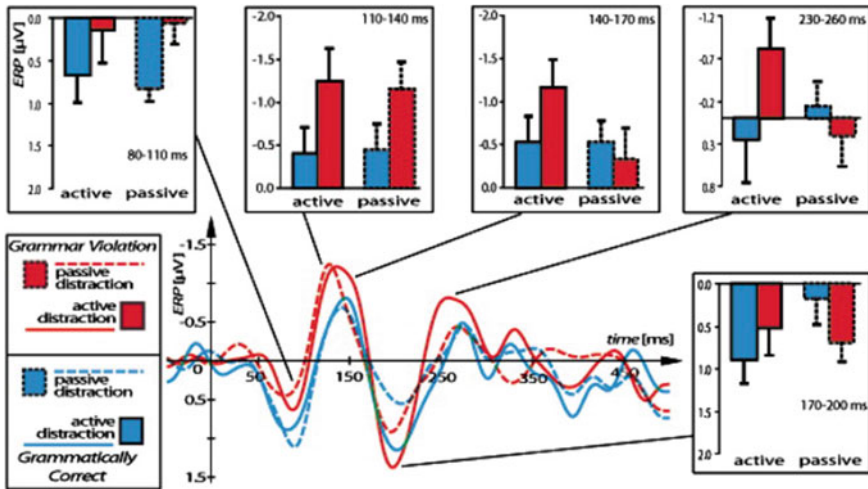 ERP [µV]
0.0
0.5
1.0
2.0
80-110 ms
active passive
110-140 ms
-2.0
-1.5
-1.0
-0.5
0.0
active passive
140-170 ms
-2.0
-1.5
-1.0
-0.5
0.0
active passive
230-260 ms
-1.2
-0.7
-0.2
0.3
0.8
active passive
Grammar Violation
passive
distraction
active
distraction
passive
distraction
active
distraction
Grammatically
Correct
ERP [µV]
-1.5
-0.5
0
0.5
1.5
50
150
250
350
450
time [ms]
0.0
0.5
1.0
2.0
170-200 ms
active passive